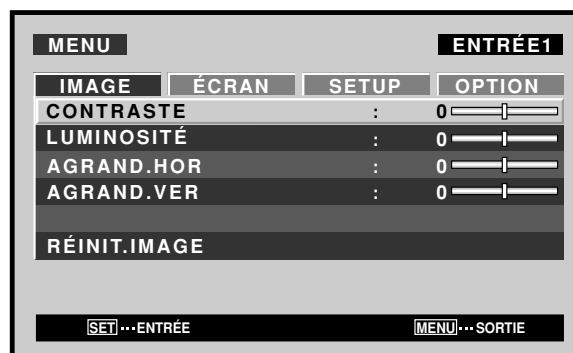 MENU ENTRÉE1
IMAGE ÉCRAN SETUP OPTION
CONTRASTE : 0
LUMINOSITÉ : 0
AGRAND.HOR : 0
AGRAND.VER : 0
RÉINIT.IMAGE
SET ••• ENTRÉE MENU ••• SORTIE